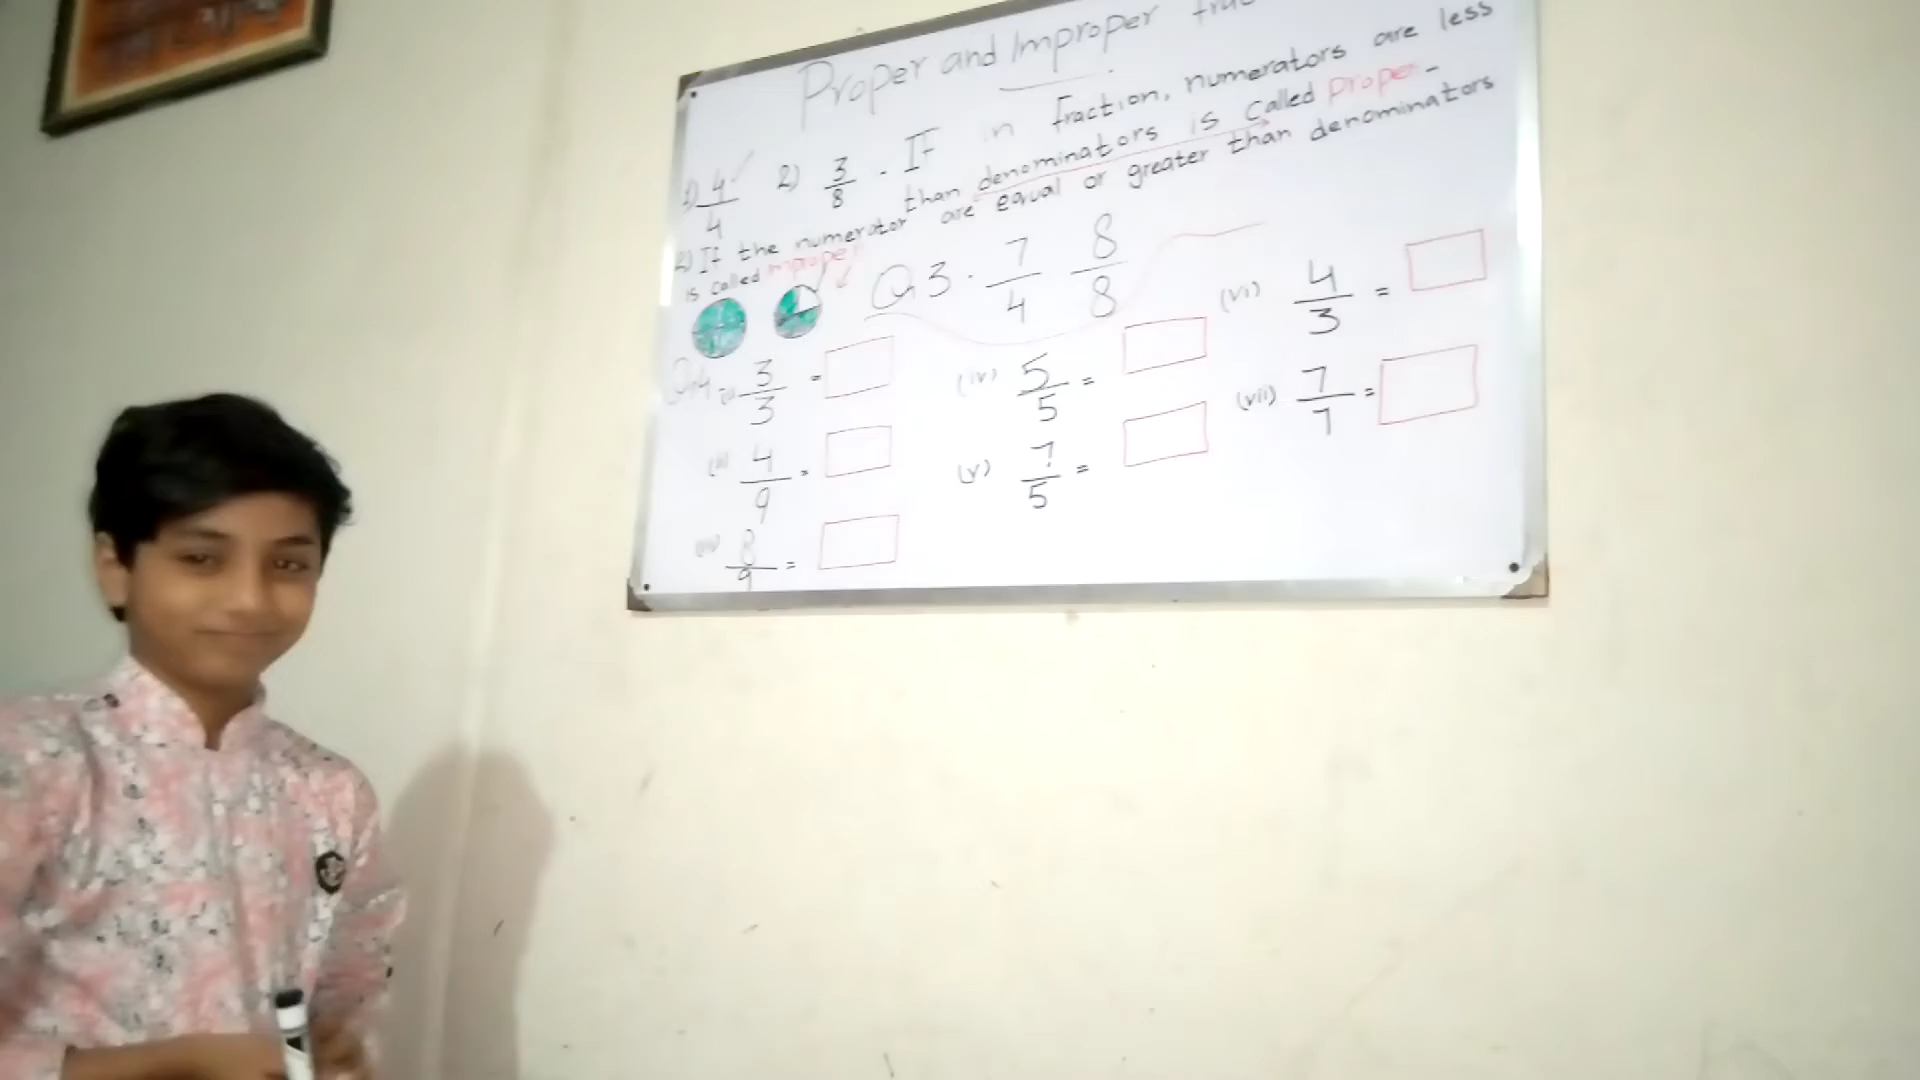 Proper and Improper frac
1) 4/4 2) 3/8 . If in fraction, numerators are less
than denominators is called proper -
2) If the numerator are equal or greater than denominators
is called improper
Q3. 7/4 8/8
Q.4. (i) 3/3 =
(ii) 4/9 =
(iii) 8/9 =
(iv) 5/5 =
(v) 7/5 =
(vi) 4/3 =
(vii) 7/7 =